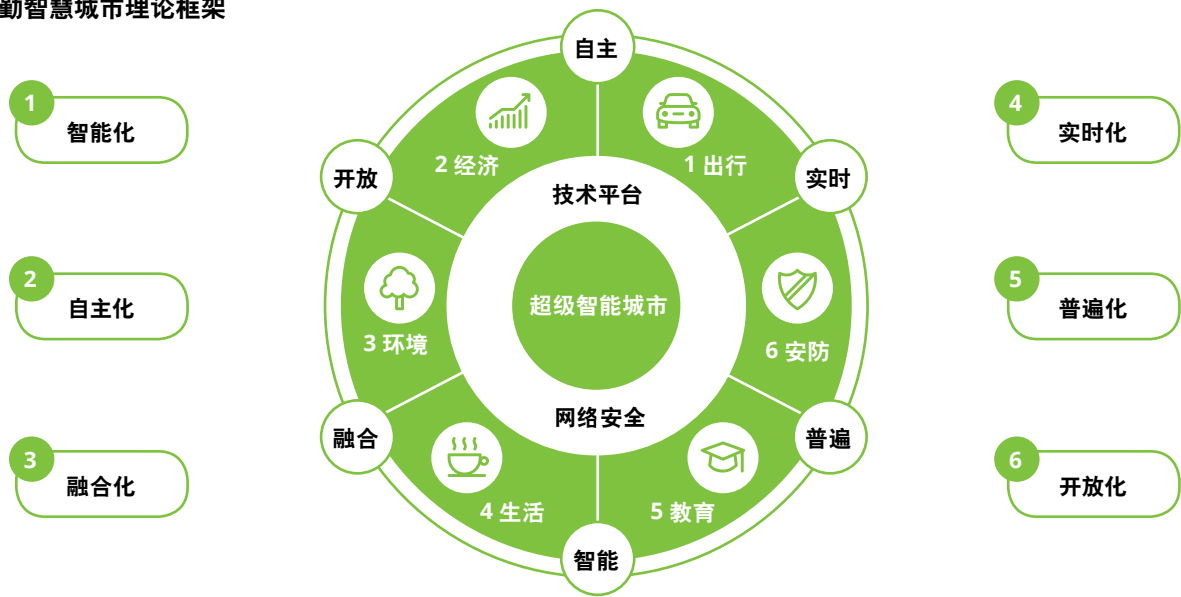 勤智慧城市理论框架
1
智能化
2
自主化
3
融合化
自主
开放
实时
2 经济
1 出行
技术平台
超级智能城市
3 环境
6 安防
网络安全
融合
普遍
4 生活
5 教育
智能
4
实时化
5
普遍化
6
开放化